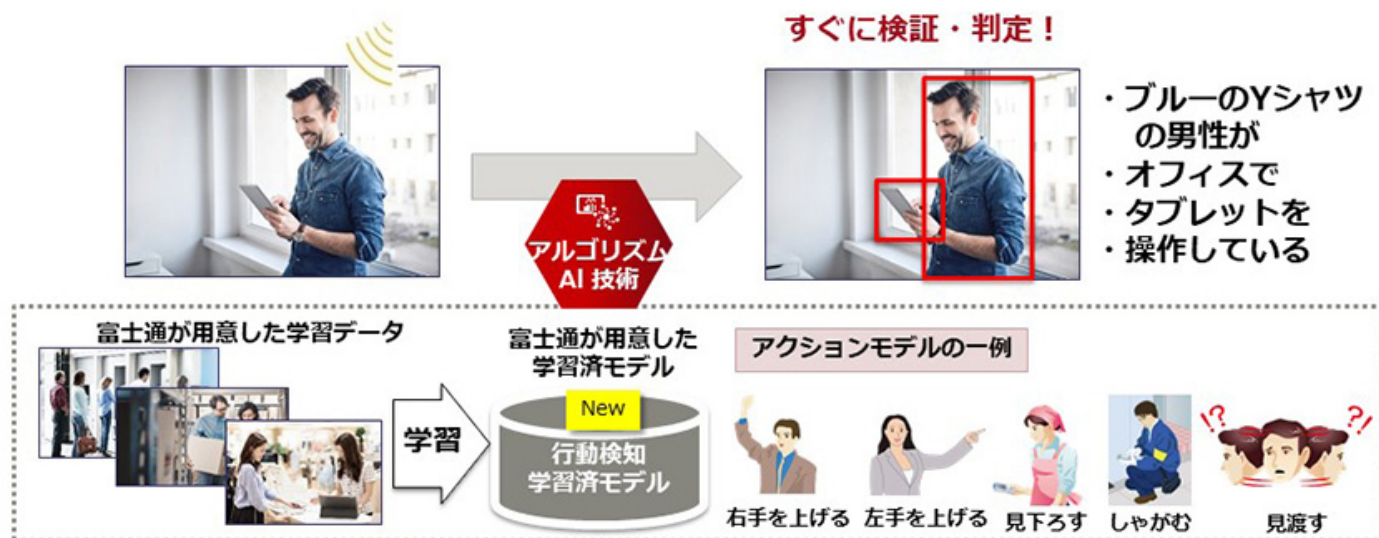 すぐに検証・判定！
・ブルーのYシャツ
の男性が
・オフィスで
・タブレットを
・操作している
アルゴリズム
AI 技術
富士通が用意した学習データ
学習
富士通が用意した
学習済モデル
New
行動検知
学習済モデル
アクションモデルの一例
右手を上げる
左手を上げる
見下ろす
しゃがむ
!?
?!
見渡す